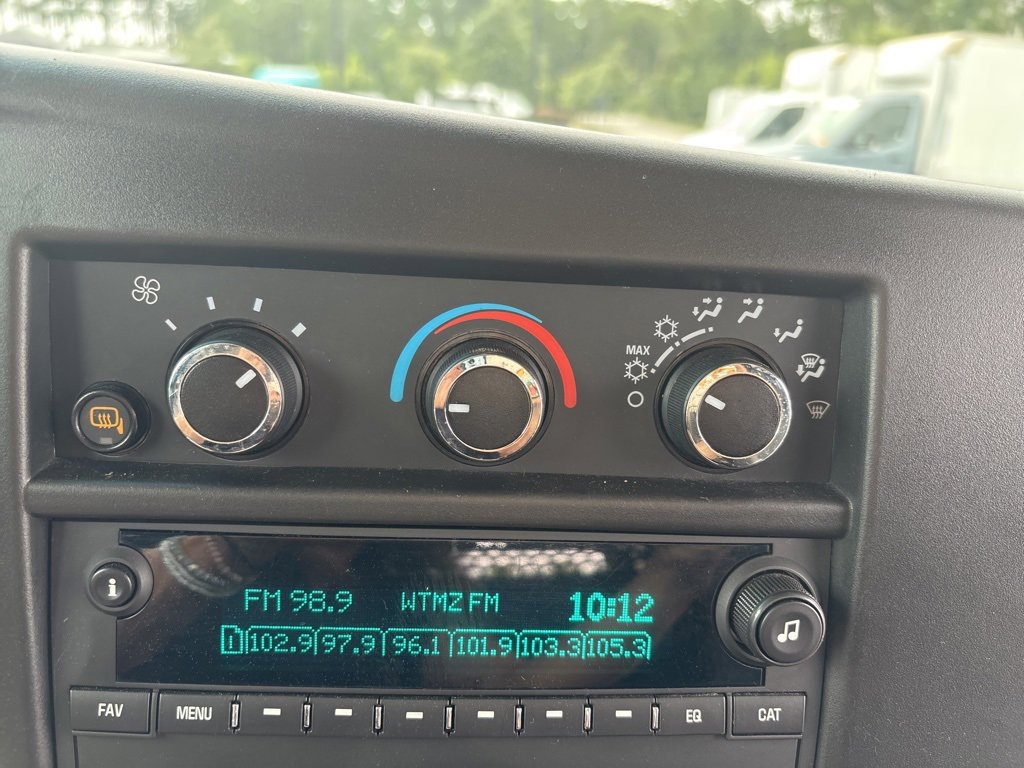 MAX
i
FM 98.9 WTMZ FM 10:12
1 102.9 97.9 96.1 101.9 103.3 105.3
FAV MENU EQ CAT